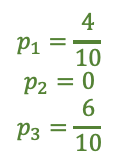 p₁ = 4/10
p₂ = 0
p₃ = 6/10